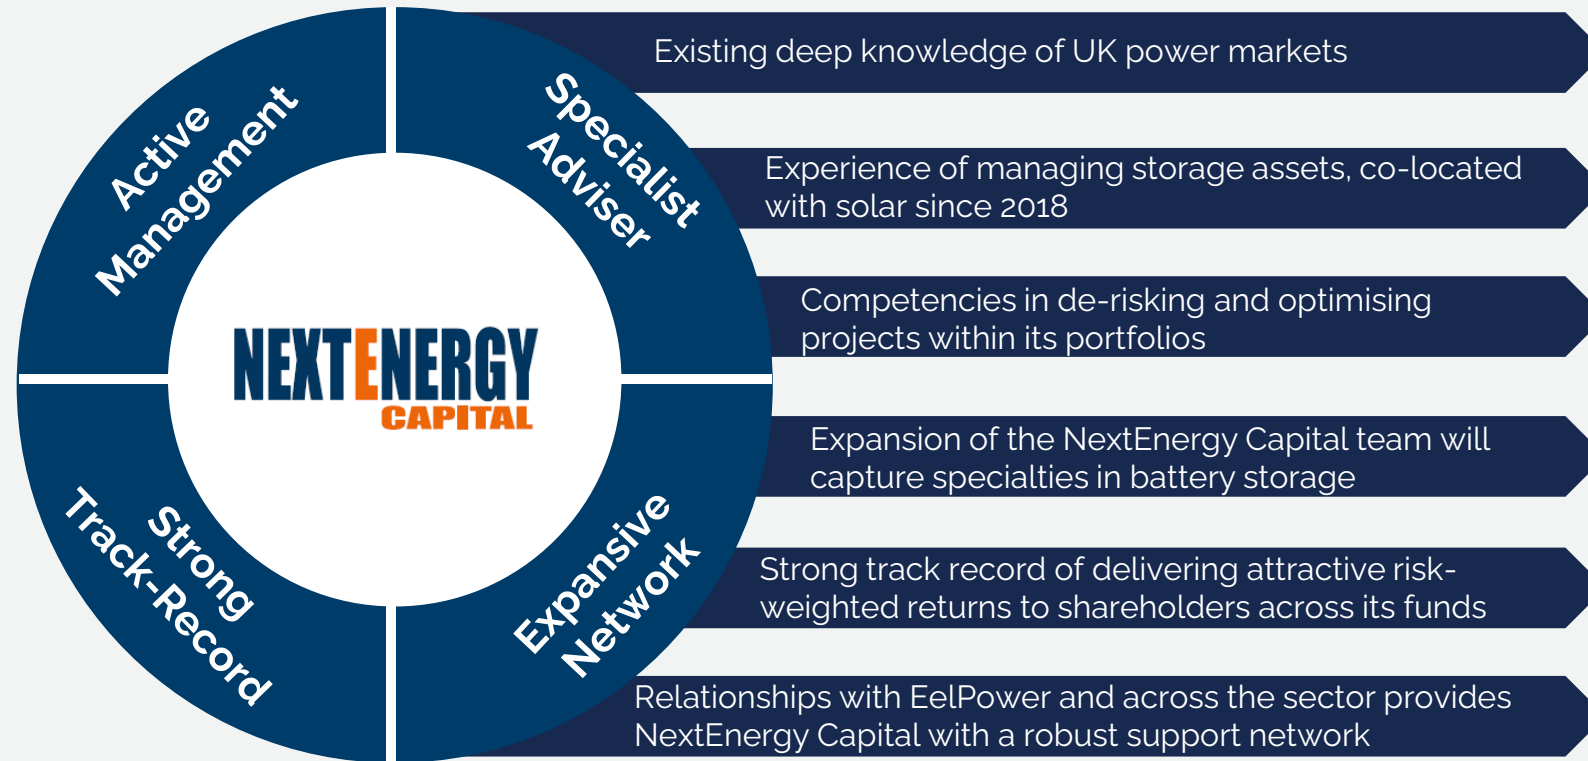 Active
Management
Specialist
Adviser
NEXTENERGY
CAPITAL
Strong
Track-Record
Expansive
Network
Existing deep knowledge of UK power markets
Experience of managing storage assets, co-located
with solar since 2018
Competencies in de-risking and optimising
projects within its portfolios
Expansion of the NextEnergy Capital team will
capture specialties in battery storage
Strong track record of delivering attractive risk-
weighted returns to shareholders across its funds
Relationships with EelPower and across the sector provides
NextEnergy Capital with a robust support network